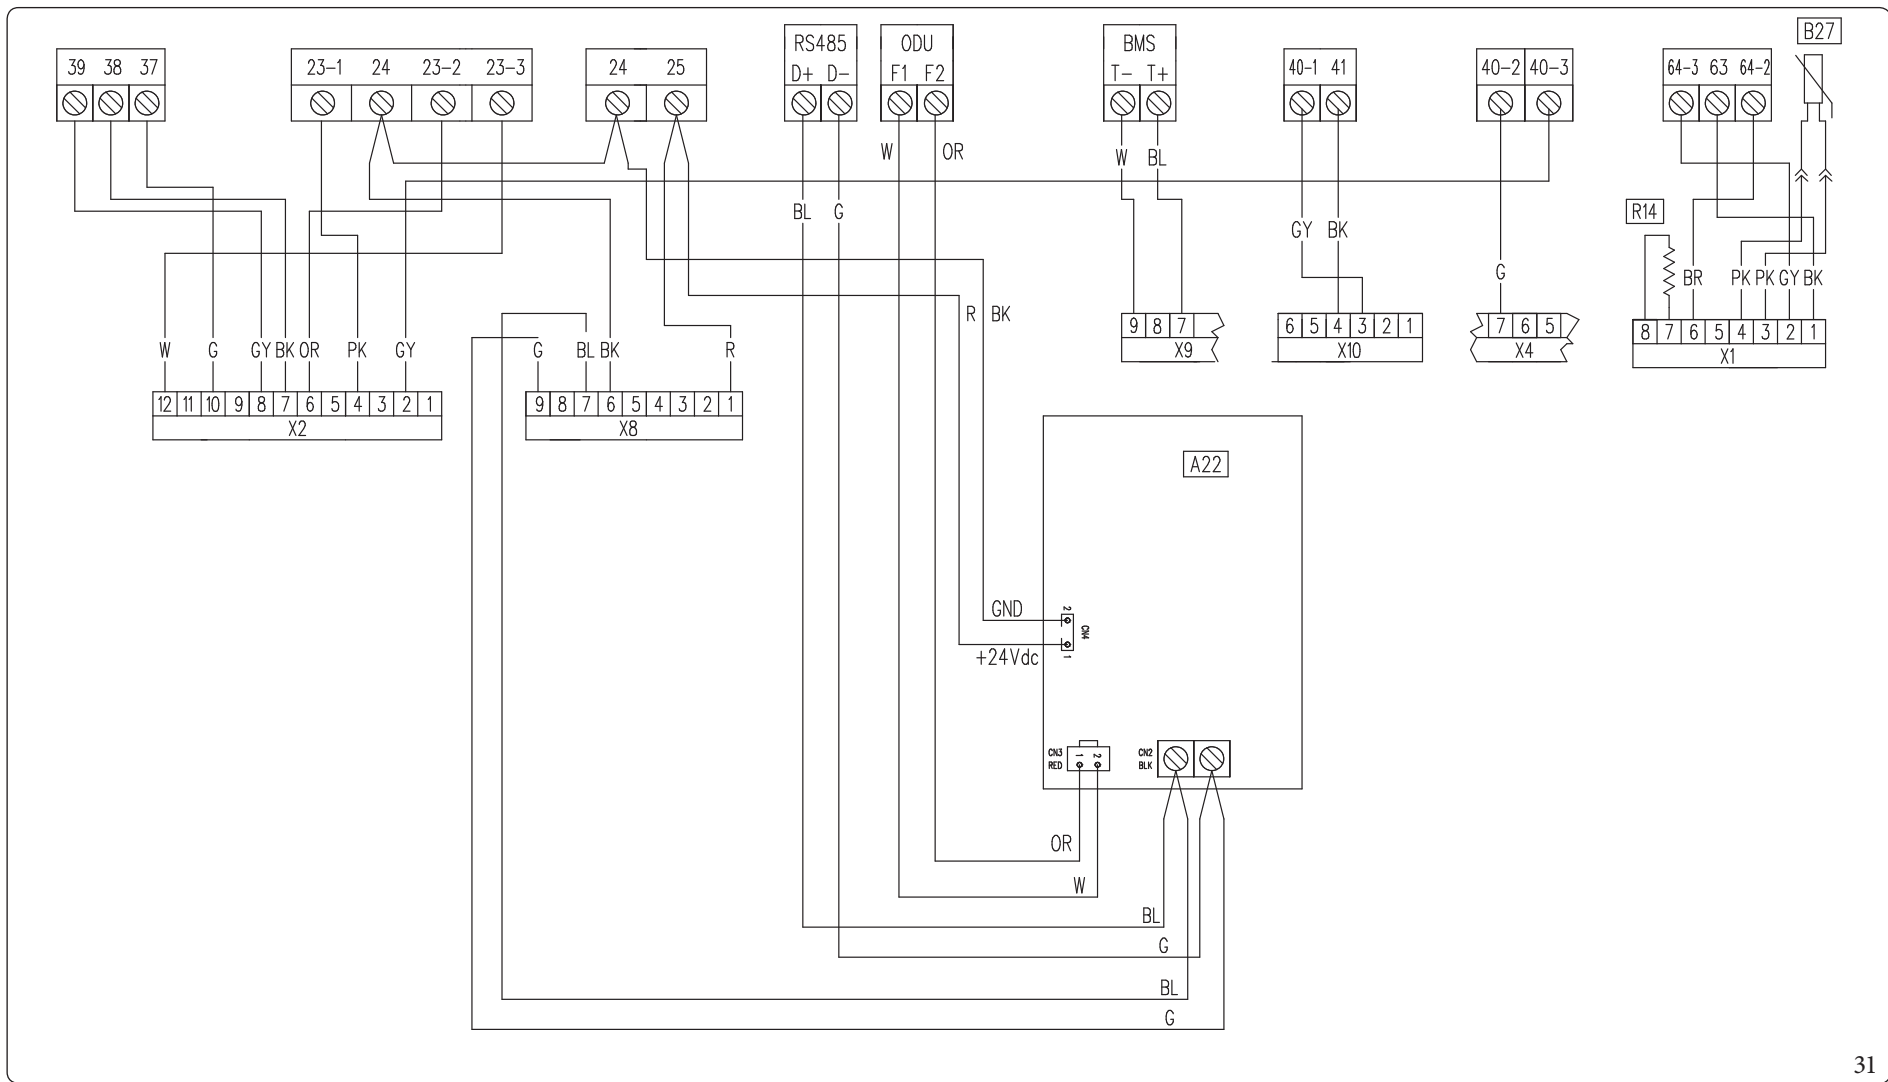 B27
RS485 ODU BMS
39 38 37 23-1 24 23-2 23-3 24 25 D+ D- F1 F2 T- T+ 40-1 41 40-2 40-3 64-3 63 64-2
W OR W BL
BL G R14
GY BK
G BR PK PK GY BK
R BK
9 8 7 6 5 4 3 2 1 7 6 5 8 7 6 5 4 3 2 1
W G GY BK OR PK GY G BL BK R X9 X10 X4 X1
12 11 10 9 8 7 6 5 4 3 2 1 9 8 7 6 5 4 3 2 1
X2 X8
A22
GND 2
CN4
+24Vdc 1
CN3 1 2 CN2
RED BLK
OR
W
BL
G
BL
G
31